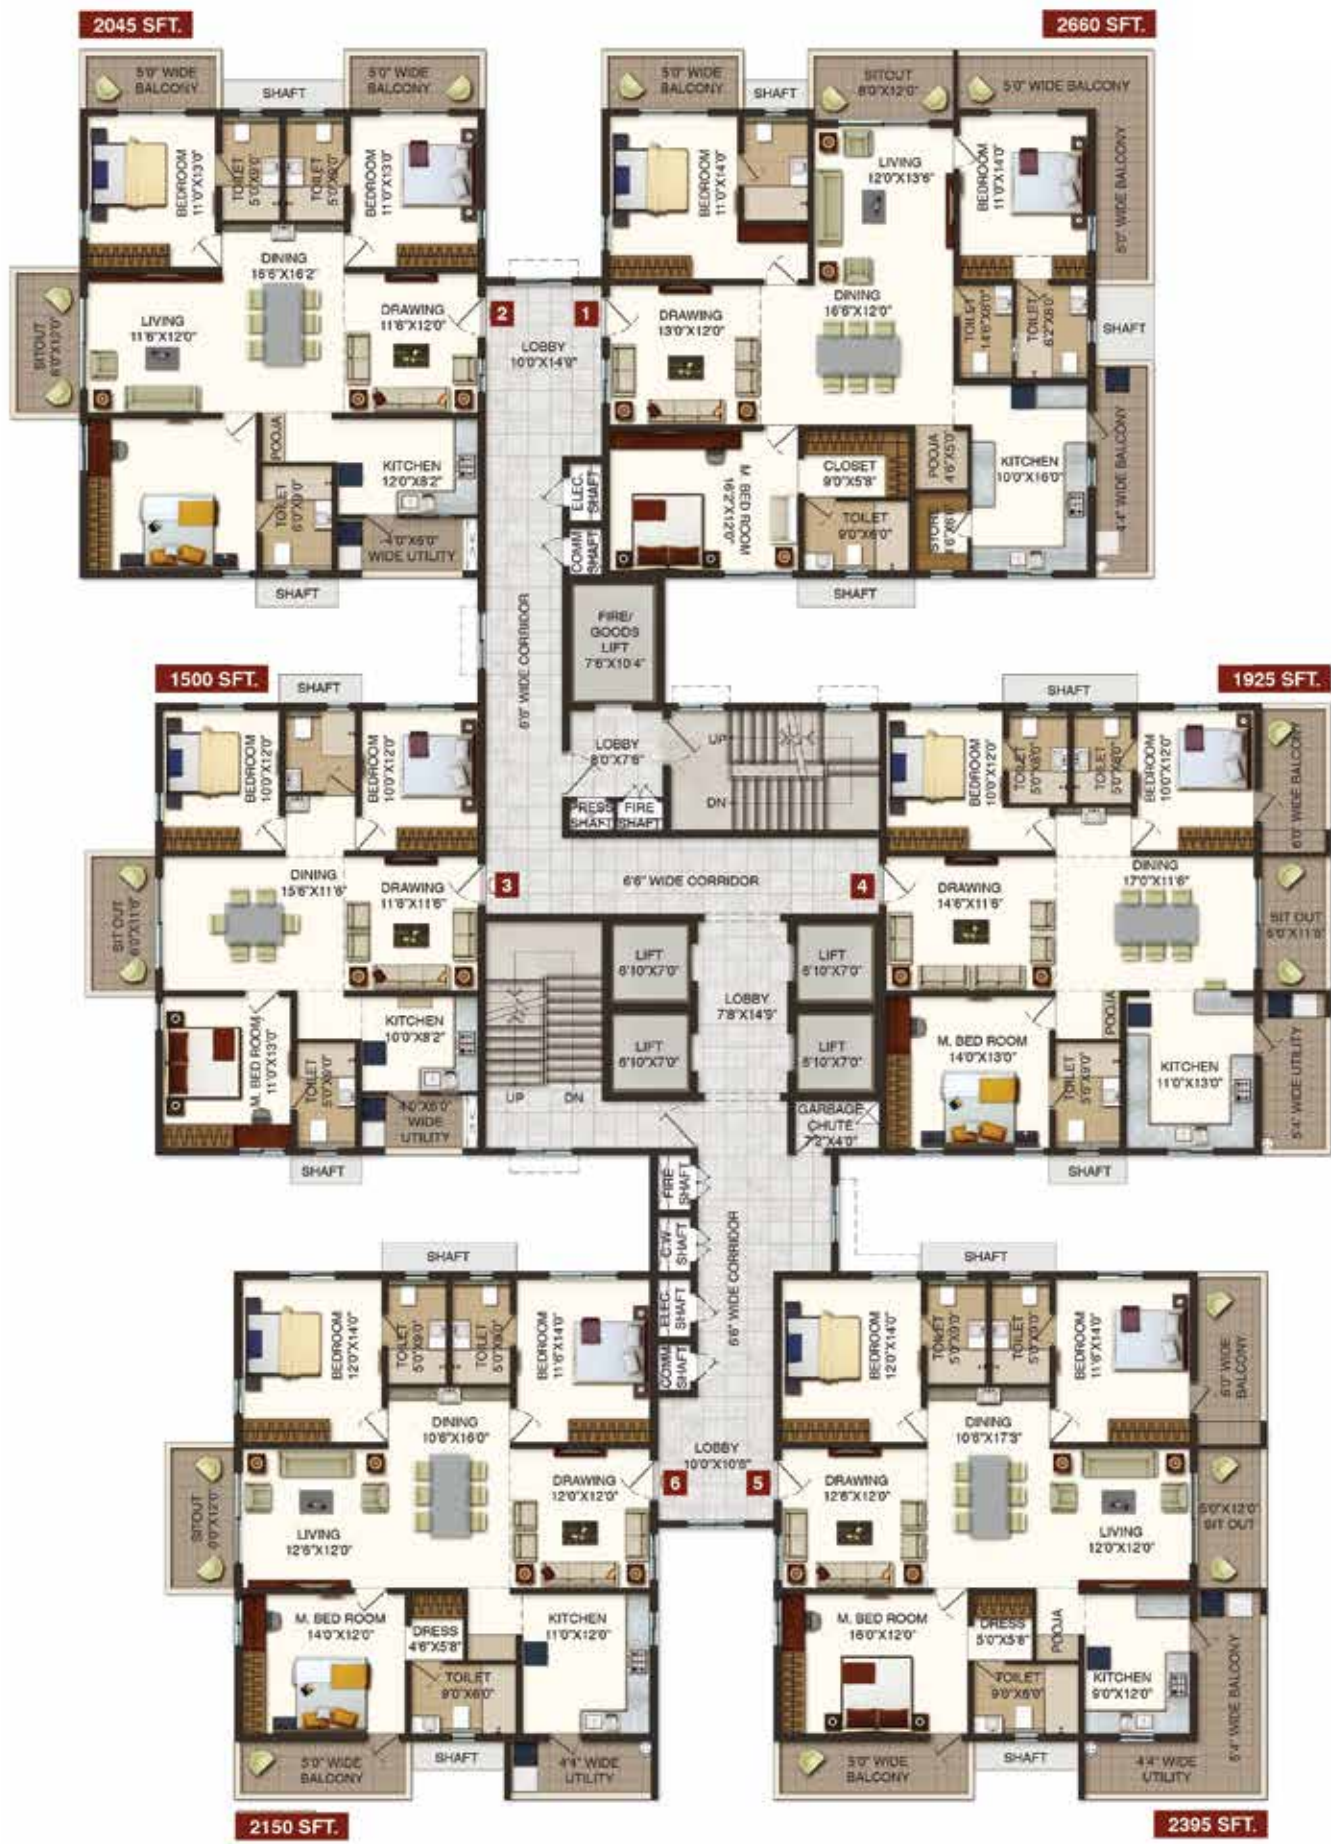 2045 SFT.
5'0" WIDE
BALCONY
SHAFT
5'0" WIDE
BALCONY
BEDROOM
11'0"X13'0"
TOILET
5'0"X9'0"
TOILET
5'0"X9'0"
BEDROOM
11'0"X13'0"
DINING
16'6"X16'2"
SITOUT
6'0"X12'0"
LIVING
11'6"X12'0"
DRAWING
11'6"X12'0"
2
POOJA
KITCHEN
12'0"X8'2"
TOILET
6'0"X9'0"
4'0"X6'0"
WIDE UTILITY
SHAFT
2660 SFT.
5'0" WIDE
BALCONY
SHAFT
SITOUT
8'0"X12'0"
5'0" WIDE BALCONY
5'0" WIDE BALCONY
BEDROOM
11'0"X14'0"
LIVING
12'0"X13'6"
BEDROOM
11'0"X14'0"
1
DRAWING
13'0"X12'0"
DINING
16'6"X12'0"
TOILET
TOILET
6'2"X8'0"
SHAFT
M. BED ROOM
16'2"X12'0"
CLOSET
9'0"X5'8"
POOJA
4'6"X5'0"
KITCHEN
10'0"X16'0"
4'4" WIDE BALCONY
TOILET
9'0"X6'0"
STORE
SHAFT
LOBBY
10'0"X14'9"
ELEC.
SHAFT
COMM
SHAFT
6'6" WIDE CORRIDOR
FIRE/
GOODS
LIFT
7'6"X10'4"
LOBBY
8'0"X7'6"
UP
DN
PRESS
SHAFT
FIRE
SHAFT
6'6" WIDE CORRIDOR
1500 SFT.
SHAFT
BEDROOM
10'0"X12'0"
BEDROOM
10'0"X12'0"
DINING
15'6"X11'6"
DRAWING
11'6"X11'6"
3
SIT OUT
6'0"X11'6"
M. BED ROOM
11'0"X13'0"
TOILET
5'0"X9'0"
KITCHEN
10'0"X8'2"
4'0"X6'0"
WIDE
UTILITY
SHAFT
1925 SFT.
SHAFT
BEDROOM
10'0"X12'0"
TOILET
5'0"X8'0"
TOILET
5'0"X8'0"
BEDROOM
10'0"X12'0"
6'0" WIDE BALCONY
4
DRAWING
14'6"X11'6"
DINING
17'0"X11'6"
SIT OUT
6'0"X11'6"
M. BED ROOM
14'0"X13'0"
POOJA
TOILET
5'6"X9'0"
KITCHEN
11'0"X13'0"
5'4" WIDE UTILITY
SHAFT
LIFT
6'10"X7'0"
LIFT
6'10"X7'0"
LOBBY
7'8"X14'9"
LIFT
6'10"X7'0"
LIFT
6'10"X7'0"
UP
DN
GARBAGE
CHUTE
7'2"X4'0"
FIRE
SHAFT
C.W
SHAFT
ELEC.
SHAFT
COMM
SHAFT
6'6" WIDE CORRIDOR
LOBBY
10'0"X10'6"
SHAFT
BEDROOM
12'0"X14'0"
TOILET
5'0"X9'0"
TOILET
5'0"X9'0"
BEDROOM
11'6"X14'0"
DINING
10'6"X16'0"
DRAWING
12'0"X12'0"
6
SITOUT
6'0"X12'0"
LIVING
12'6"X12'0"
M. BED ROOM
14'0"X12'0"
DRESS
4'6"X5'8"
KITCHEN
11'0"X12'0"
TOILET
9'0"X6'0"
5'0" WIDE
BALCONY
SHAFT
4'4" WIDE
UTILITY
2150 SFT.
SHAFT
BEDROOM
12'0"X14'0"
TOILET
5'0"X9'0"
TOILET
5'0"X9'0"
BEDROOM
11'6"X14'0"
6'0" WIDE
BALCONY
DINING
10'6"X17'3"
5
DRAWING
12'6"X12'0"
LIVING
12'0"X12'0"
5'0"X12'0"
SIT OUT
M. BED ROOM
16'0"X12'0"
DRESS
5'0"X5'8"
POOJA
KITCHEN
9'0"X12'0"
TOILET
9'0"X6'0"
5'4" WIDE BALCONY
5'0" WIDE
BALCONY
SHAFT
4'4" WIDE
UTILITY
2395 SFT.